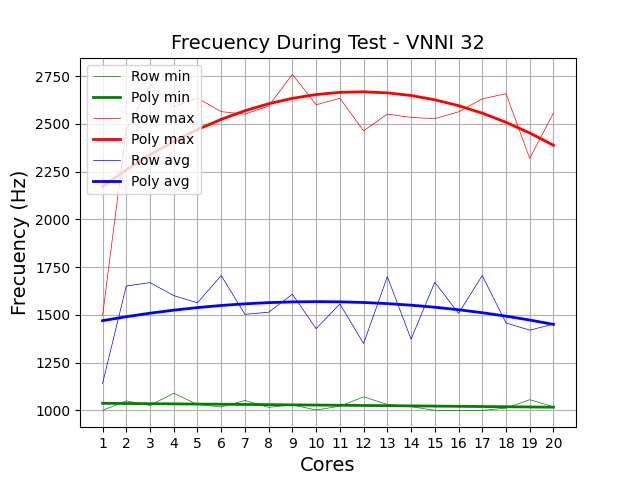 Frecuency During Test - VNNI 32
Row min
Poly min
Row max
Poly max
Row avg
Poly avg
Frecuency (Hz)
2750
2500
2250
2000
1750
1500
1250
1000
1 2 3 4 5 6 7 8 9 10 11 12 13 14 15 16 17 18 19 20
Cores